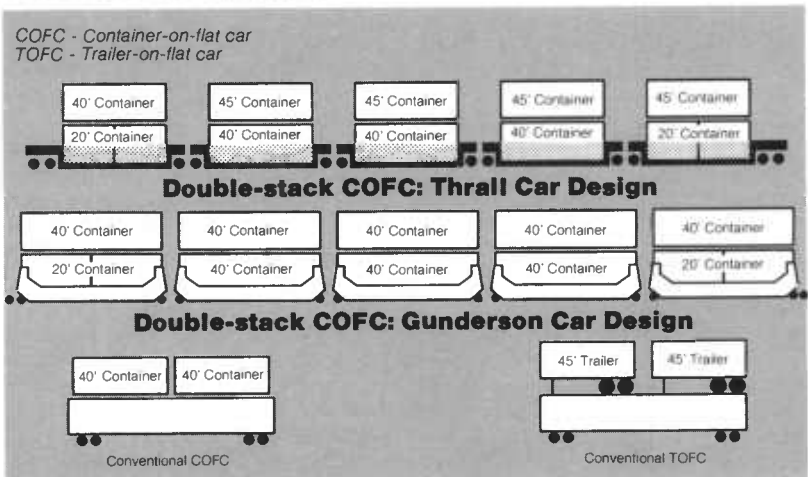 COFC - Container-on-flat car
TOFC - Trailer-on-flat car
40' Container 45' Container 45' Container 45' Container 45' Container
20' Container 40' Container 40' Container 40' Container 20' Container
Double-stack COFC: Thrall Car Design
40' Container 40' Container 40' Container 40' Container 40' Container
20' Container 40' Container 40' Container 40' Container 20' Container
Double-stack COFC: Gunderson Car Design
40' Container 40' Container 45' Trailer 45' Trailer
Conventional COFC Conventional TOFC